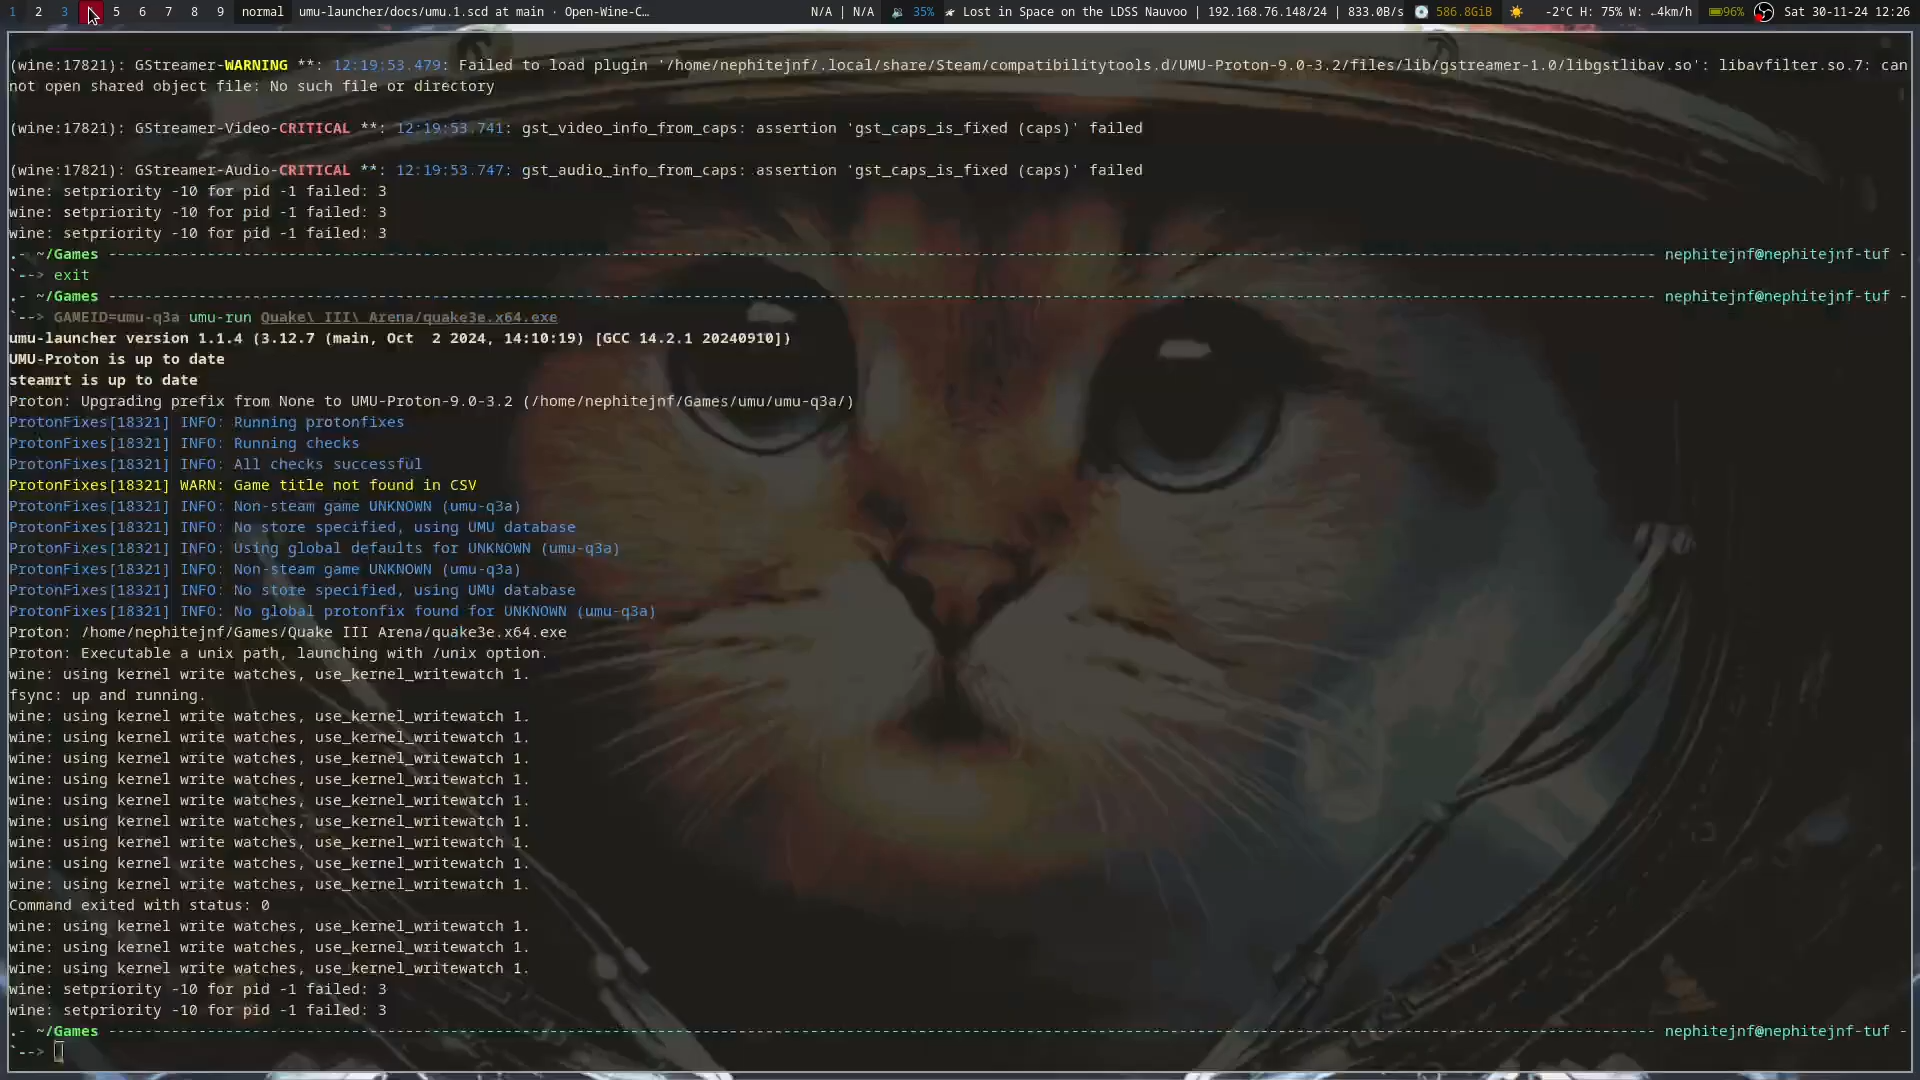 1 2 3 5 6 7 8 9 normal umu-launcher/docs/umu.1.scd at main · Open-Wine-C… N/A | N/A 35% Lost in Space on the LDSS Nauvoo | 192.168.76.148/24 | 833.0B/s 586.8GiB -2°C H: 75% W: ←4km/h 96% Sat 30-11-24 12:26
(wine:17821): GStreamer-WARNING **: 12:19:53.479: Failed to load plugin '/home/nephitejnf/.local/share/Steam/compatibilitytools.d/UMU-Proton-9.0-3.2/files/lib/gstreamer-1.0/libgstlibav.so': libavfilter.so.7: can
not open shared object file: No such file or directory
(wine:17821): GStreamer-Video-CRITICAL **: 12:19:53.741: gst_video_info_from_caps: assertion 'gst_caps_is_fixed (caps)' failed
(wine:17821): GStreamer-Audio-CRITICAL **: 12:19:53.747: gst_audio_info_from_caps: assertion 'gst_caps_is_fixed (caps)' failed
wine: setpriority -10 for pid -1 failed: 3
wine: setpriority -10 for pid -1 failed: 3
wine: setpriority -10 for pid -1 failed: 3
.- ~/Games nephitejnf@nephitejnf-tuf -
`--> exit
.- ~/Games nephitejnf@nephitejnf-tuf -
`--> GAMEID=umu-q3a umu-run Quake\ III\ Arena/quake3e.x64.exe
umu-launcher version 1.1.4 (3.12.7 (main, Oct  2 2024, 14:10:19) [GCC 14.2.1 20240910])
UMU-Proton is up to date
steamrt is up to date
Proton: Upgrading prefix from None to UMU-Proton-9.0-3.2 (/home/nephitejnf/Games/umu/umu-q3a/)
ProtonFixes[18321] INFO: Running protonfixes
ProtonFixes[18321] INFO: Running checks
ProtonFixes[18321] INFO: All checks successful
ProtonFixes[18321] WARN: Game title not found in CSV
ProtonFixes[18321] INFO: Non-steam game UNKNOWN (umu-q3a)
ProtonFixes[18321] INFO: No store specified, using UMU database
ProtonFixes[18321] INFO: Using global defaults for UNKNOWN (umu-q3a)
ProtonFixes[18321] INFO: Non-steam game UNKNOWN (umu-q3a)
ProtonFixes[18321] INFO: No store specified, using UMU database
ProtonFixes[18321] INFO: No global protonfix found for UNKNOWN (umu-q3a)
Proton: /home/nephitejnf/Games/Quake III Arena/quake3e.x64.exe
Proton: Executable a unix path, launching with /unix option.
wine: using kernel write watches, use_kernel_writewatch 1.
fsync: up and running.
wine: using kernel write watches, use_kernel_writewatch 1.
wine: using kernel write watches, use_kernel_writewatch 1.
wine: using kernel write watches, use_kernel_writewatch 1.
wine: using kernel write watches, use_kernel_writewatch 1.
wine: using kernel write watches, use_kernel_writewatch 1.
wine: using kernel write watches, use_kernel_writewatch 1.
wine: using kernel write watches, use_kernel_writewatch 1.
wine: using kernel write watches, use_kernel_writewatch 1.
wine: using kernel write watches, use_kernel_writewatch 1.
Command exited with status: 0
wine: using kernel write watches, use_kernel_writewatch 1.
wine: using kernel write watches, use_kernel_writewatch 1.
wine: using kernel write watches, use_kernel_writewatch 1.
wine: setpriority -10 for pid -1 failed: 3
wine: setpriority -10 for pid -1 failed: 3
.- ~/Games nephitejnf@nephitejnf-tuf -
`-->